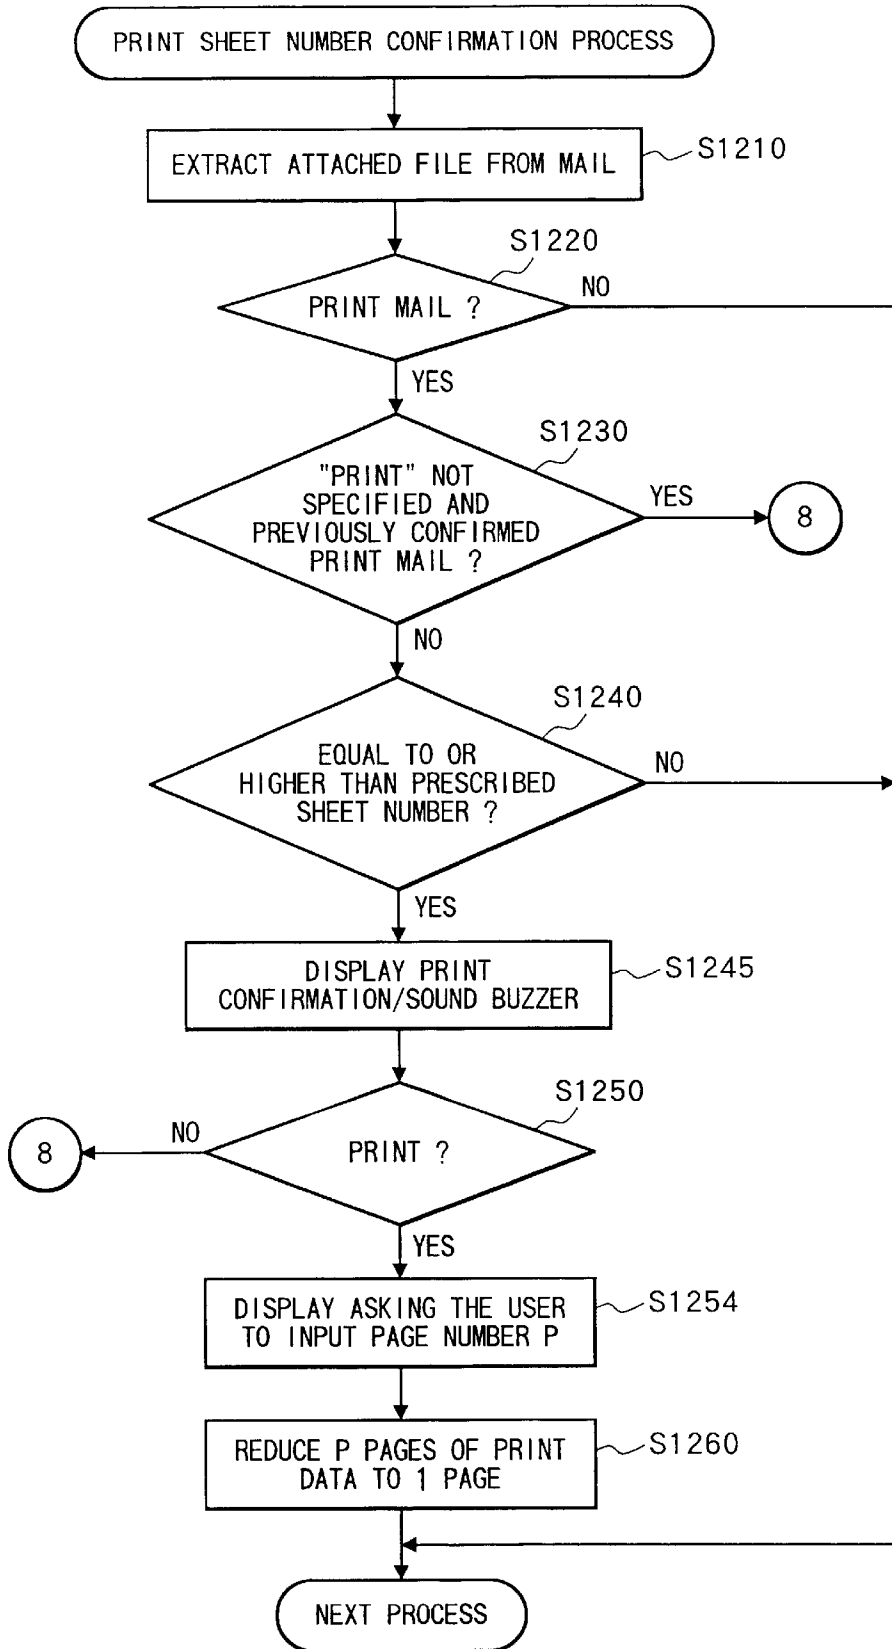 PRINT SHEET NUMBER CONFIRMATION PROCESS
EXTRACT ATTACHED FILE FROM MAIL
S1210
S1220
PRINT MAIL ?
NO
YES
S1230
"PRINT" NOT
SPECIFIED AND
PREVIOUSLY CONFIRMED
PRINT MAIL ?
YES
8
NO
S1240
EQUAL TO OR
HIGHER THAN PRESCRIBED
SHEET NUMBER ?
NO
YES
DISPLAY PRINT
CONFIRMATION/SOUND BUZZER
S1245
S1250
PRINT ?
NO
8
YES
DISPLAY ASKING THE USER
TO INPUT PAGE NUMBER P
S1254
REDUCE P PAGES OF PRINT
DATA TO 1 PAGE
S1260
NEXT PROCESS